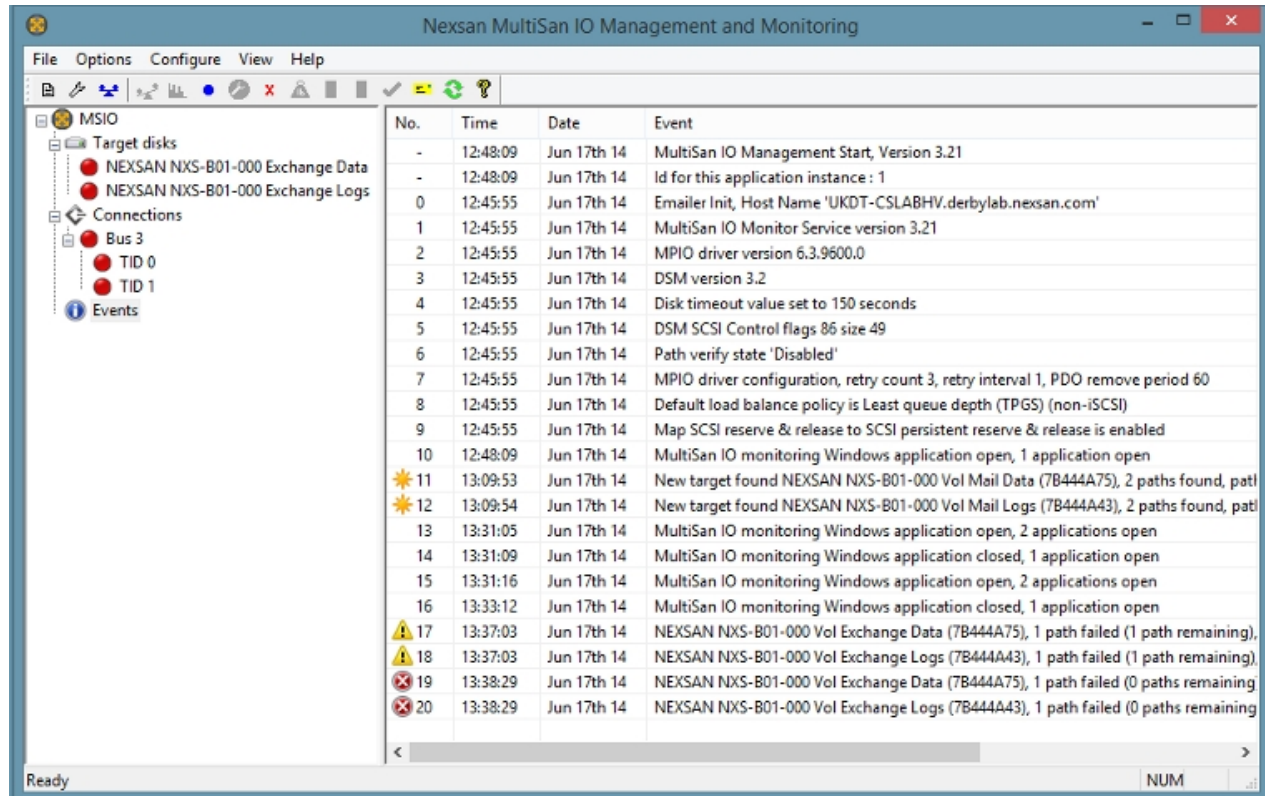 Nexsan MultiSan IO Management and Monitoring
File Options Configure View Help
MSIO
Target disks
NEXSAN NXS-B01-000 Exchange Data
NEXSAN NXS-B01-000 Exchange Logs
Connections
Bus 3
TID 0
TID 1
Events
No. Time Date Event
- 12:48:09 Jun 17th 14 MultiSan IO Management Start, Version 3.21
- 12:48:09 Jun 17th 14 Id for this application instance : 1
0 12:45:55 Jun 17th 14 Emailer Init, Host Name 'UKDT-CSLABHV.derbylab.nexsan.com'
1 12:45:55 Jun 17th 14 MultiSan IO Monitor Service version 3.21
2 12:45:55 Jun 17th 14 MPIO driver version 6.3.9600.0
3 12:45:55 Jun 17th 14 DSM version 3.2
4 12:45:55 Jun 17th 14 Disk timeout value set to 150 seconds
5 12:45:55 Jun 17th 14 DSM SCSI Control flags 86 size 49
6 12:45:55 Jun 17th 14 Path verify state 'Disabled'
7 12:45:55 Jun 17th 14 MPIO driver configuration, retry count 3, retry interval 1, PDO remove period 60
8 12:45:55 Jun 17th 14 Default load balance policy is Least queue depth (TPGS) (non-iSCSI)
9 12:45:55 Jun 17th 14 Map SCSI reserve & release to SCSI persistent reserve & release is enabled
10 12:48:09 Jun 17th 14 MultiSan IO monitoring Windows application open, 1 application open
11 13:09:53 Jun 17th 14 New target found NEXSAN NXS-B01-000 Vol Mail Data (7B444A75), 2 paths found, path
12 13:09:54 Jun 17th 14 New target found NEXSAN NXS-B01-000 Vol Mail Logs (7B444A43), 2 paths found, path
13 13:31:05 Jun 17th 14 MultiSan IO monitoring Windows application open, 2 applications open
14 13:31:09 Jun 17th 14 MultiSan IO monitoring Windows application closed, 1 application open
15 13:31:16 Jun 17th 14 MultiSan IO monitoring Windows application open, 2 applications open
16 13:33:12 Jun 17th 14 MultiSan IO monitoring Windows application closed, 1 application open
17 13:37:03 Jun 17th 14 NEXSAN NXS-B01-000 Vol Exchange Data (7B444A75), 1 path failed (1 path remaining),
18 13:37:03 Jun 17th 14 NEXSAN NXS-B01-000 Vol Exchange Logs (7B444A43), 1 path failed (1 path remaining),
19 13:38:29 Jun 17th 14 NEXSAN NXS-B01-000 Vol Exchange Data (7B444A75), 1 path failed (0 paths remaining
20 13:38:29 Jun 17th 14 NEXSAN NXS-B01-000 Vol Exchange Logs (7B444A43), 1 path failed (0 paths remaining
Ready NUM